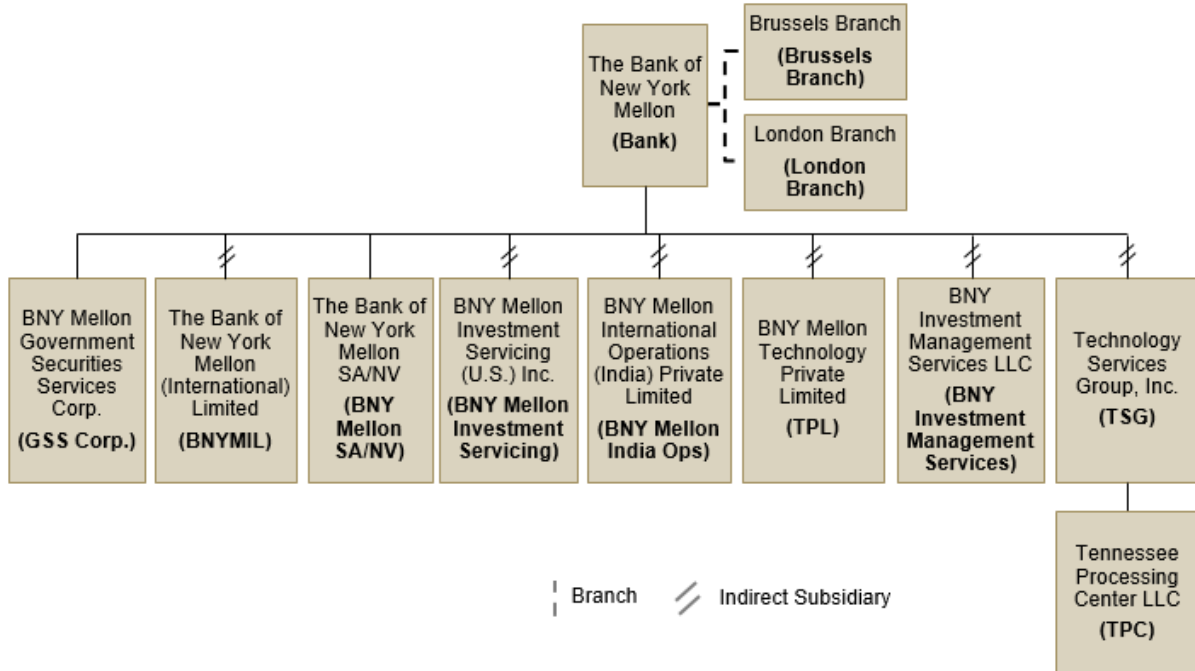 The Bank of
New York
Mellon
(Bank)
Brussels Branch
(Brussels
Branch)
London Branch
(London
Branch)
BNY Mellon
Government
Securities
Services
Corp.
(GSS Corp.)
The Bank of
New York
Mellon
(International)
Limited
(BNYMIL)
The Bank of
New York
Mellon
SA/NV
(BNY
Mellon
SA/NV)
BNY Mellon
Investment
Servicing
(U.S.) Inc.
(BNY Mellon
Investment
Servicing)
BNY Mellon
International
Operations
(India) Private
Limited
(BNY Mellon
India Ops)
BNY Mellon
Technology
Private
Limited
(TPL)
BNY
Investment
Management
Services LLC
(BNY
Investment
Management
Services)
Technology
Services
Group, Inc.
(TSG)
Tennessee
Processing
Center LLC
(TPC)
Branch
Indirect Subsidiary